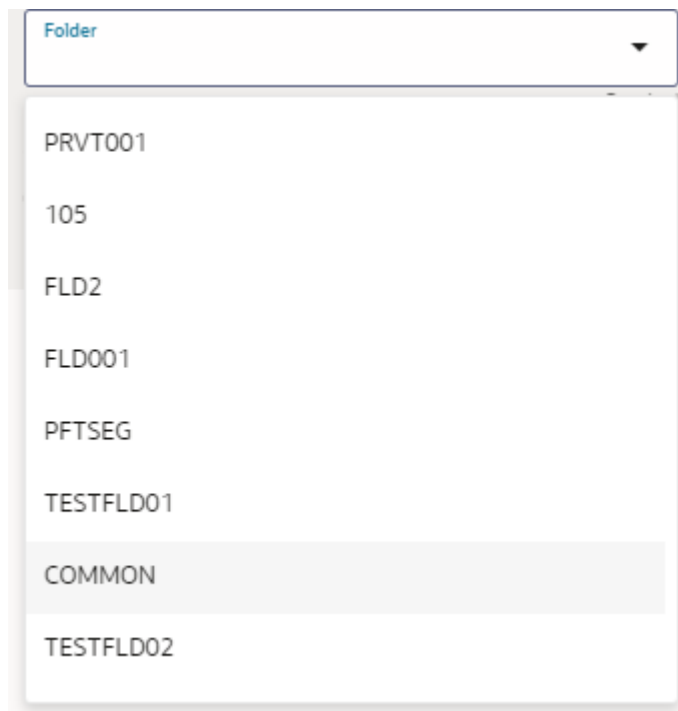 Folder
PRVT001
105
FLD2
FLD001
PFTSEG
TESTFLD01
COMMON
TESTFLD02